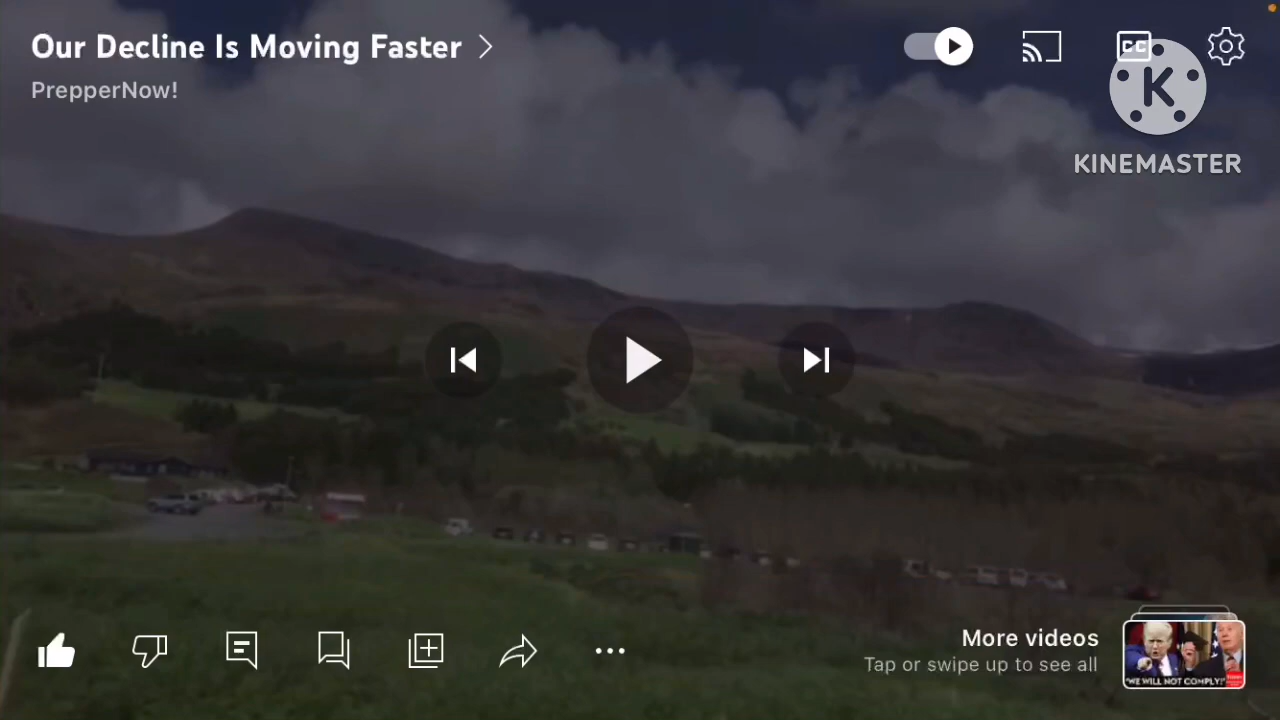 Our Decline Is Moving Faster
PrepperNow!
CC
K
KINEMASTER
More videos
Tap or swipe up to see all
"WE WILL NOT COMPLY!"